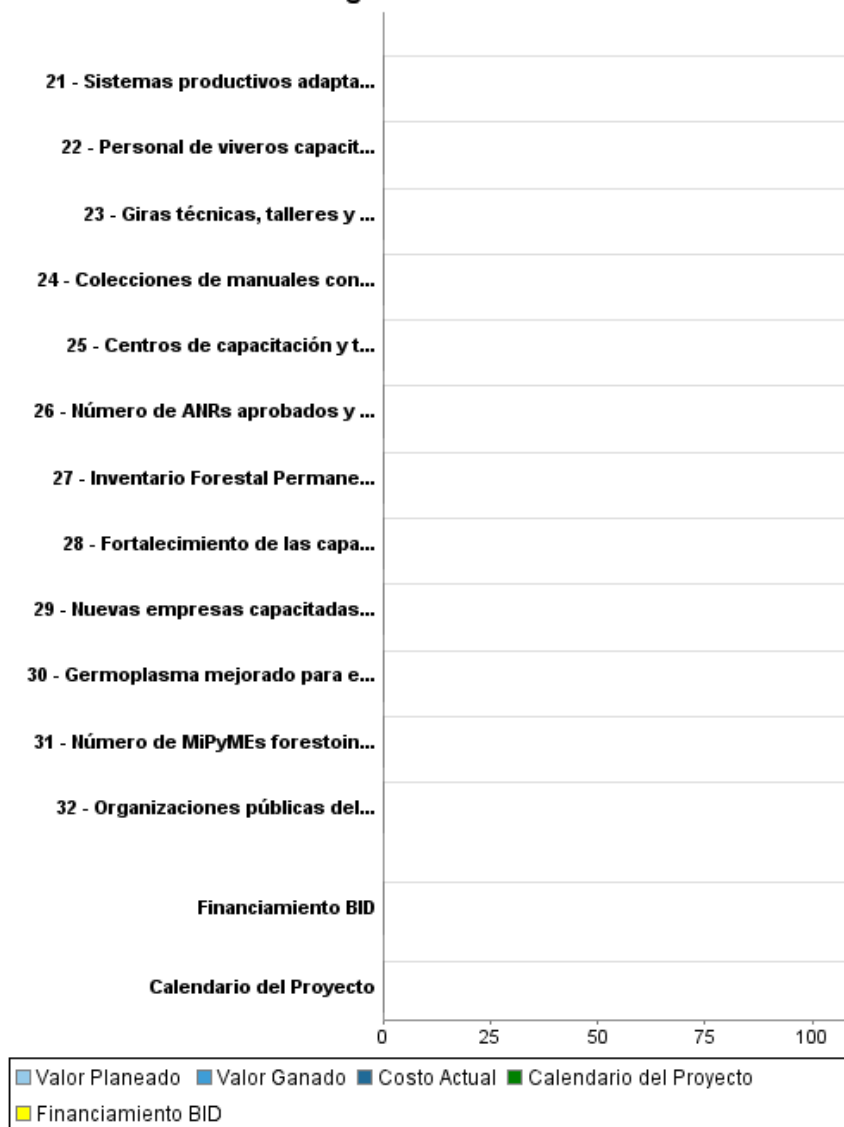 21 - Sistemas productivos adapta...
22 - Personal de viveros capacit...
23 - Giras técnicas, talleres y ...
24 - Colecciones de manuales con...
25 - Centros de capacitación y t...
26 - Número de ANRs aprobados y ...
27 - Inventario Forestal Permane...
28 - Fortalecimiento de las capa...
29 - Nuevas empresas capacitadas...
30 - Germoplasma mejorado para e...
31 - Número de MiPyMEs forestoin...
32 - Organizaciones públicas del...
Financiamiento BID
Calendario del Proyecto
0 25 50 75 100
Valor Planeado Valor Ganado Costo Actual Calendario del Proyecto
Financiamiento BID